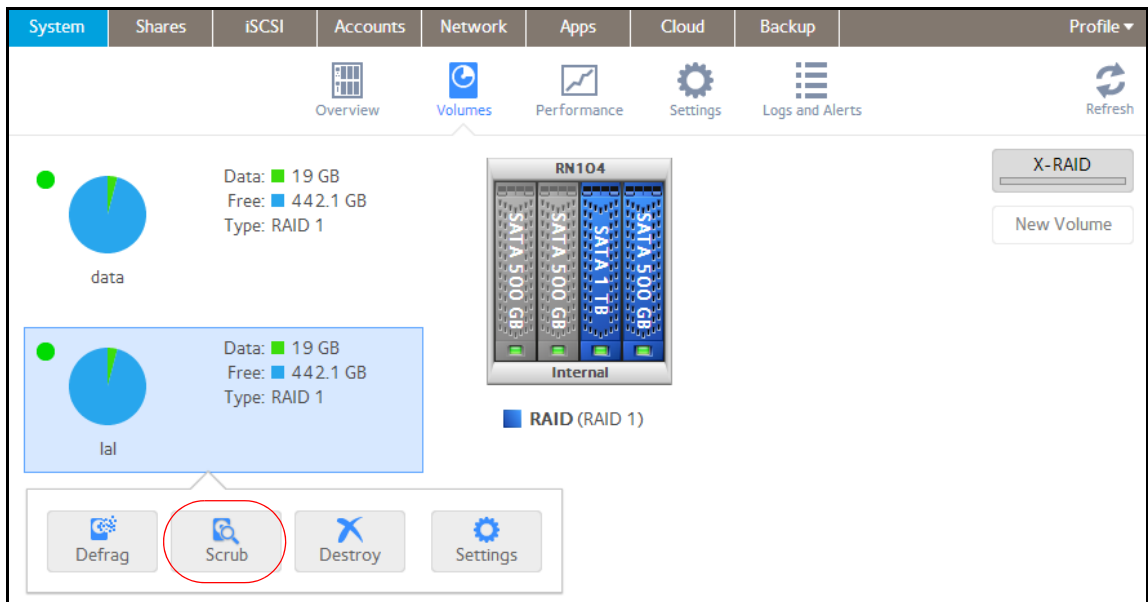 System Shares iSCSI Accounts Network Apps Cloud Backup Profile
Overview Volumes Performance Settings Logs and Alerts Refresh
Data: 19 GB
Free: 442.1 GB
Type: RAID 1
data
Data: 19 GB
Free: 442.1 GB
Type: RAID 1
lal
RN104
SATA 500 GB
SATA 500 GB
SATA 1 TB
SATA 500 GB
Internal
RAID (RAID 1)
X-RAID
New Volume
Defrag Scrub Destroy Settings